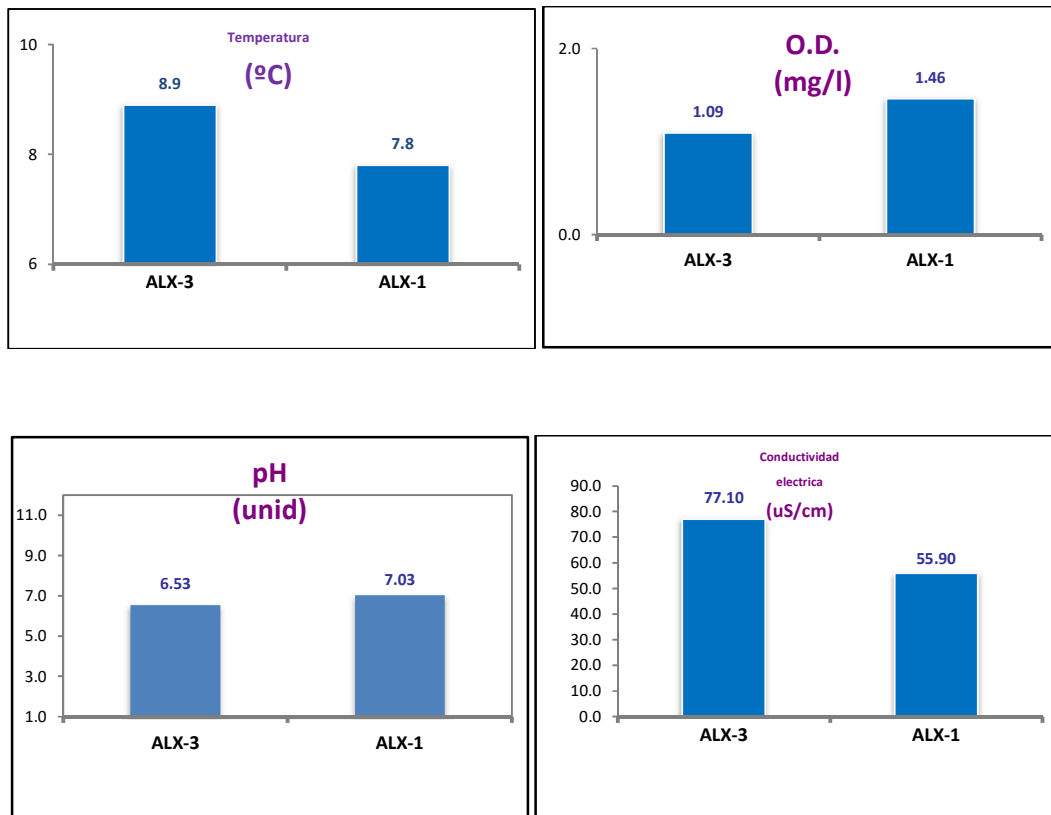 Temperatura
(ºC)
10
8
6
8.9
7.8
ALX-3 ALX-1
O.D.
(mg/l)
2.0
0.0
1.09
1.46
ALX-3 ALX-1
pH
(unid)
11.0
9.0
7.0
5.0
3.0
1.0
6.53
7.03
ALX-3 ALX-1
Conductividad
electrica
(uS/cm)
90.0
80.0
70.0
60.0
50.0
40.0
30.0
20.0
10.0
0.0
77.10
55.90
ALX-3 ALX-1